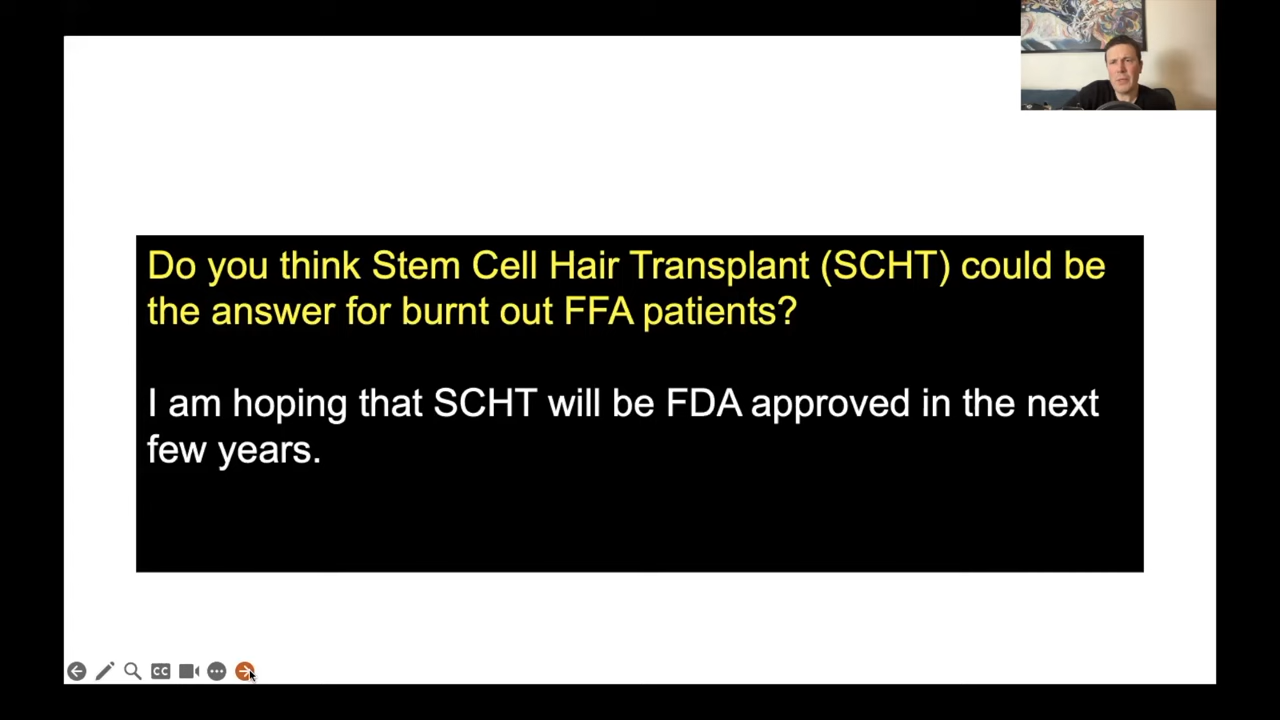 Do you think Stem Cell Hair Transplant (SCHT) could be
the answer for burnt out FFA patients?
I am hoping that SCHT will be FDA approved in the next
few years.
CC